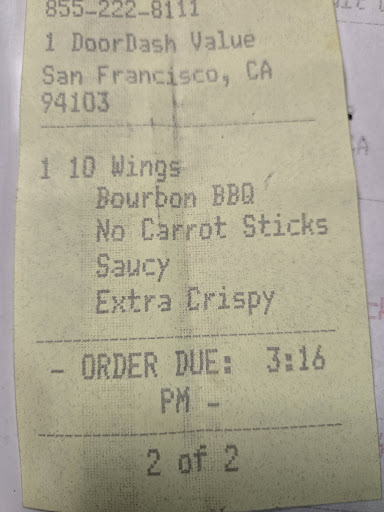 855-222-8111
1 DoorDash Value
San Francisco, CA
94103
1 10 Wings
Bourbon BBQ
No Carrot Sticks
Saucy
Extra Crispy
- ORDER DUE: 3:16
PM -
2 of 2